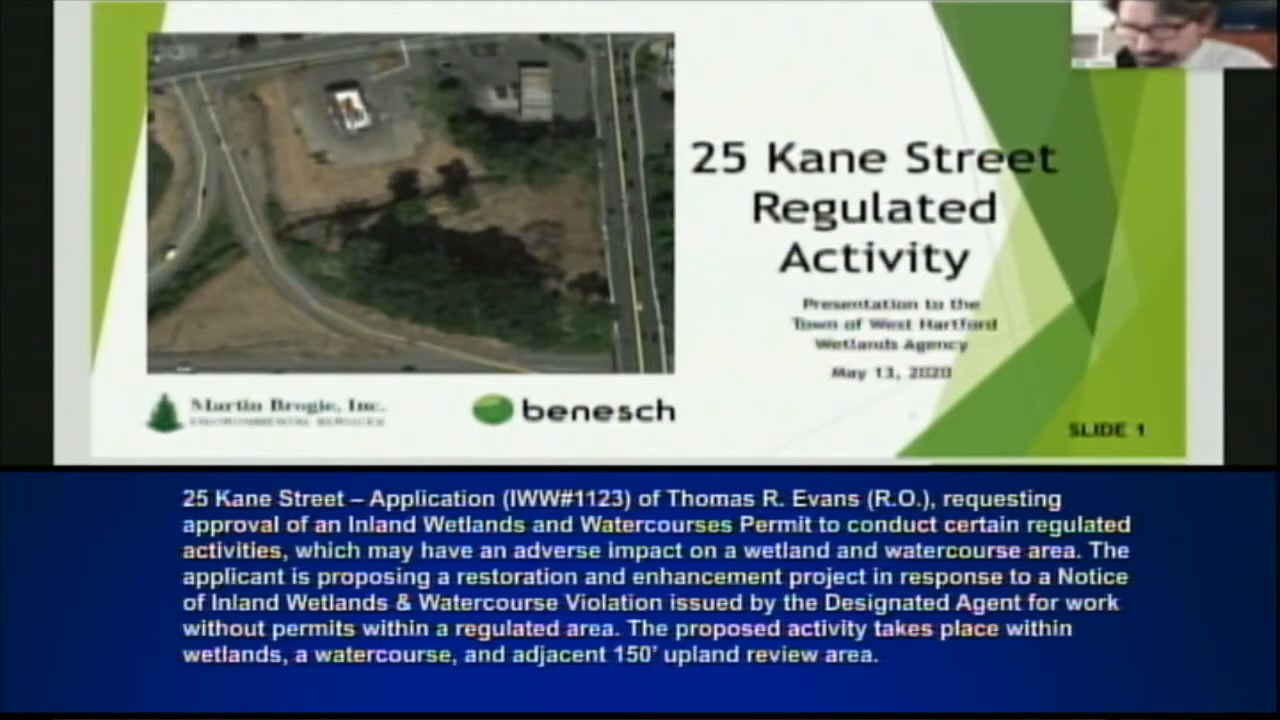 25 Kane Street
Regulated
Activity
Presentation to the
Town of West Hartford
Wetlands Agency
May 13, 2020
Martin Brogie, Inc.
ENVIRONMENTAL SERVICES
benesch
SLIDE 1
25 Kane Street – Application (IWW#1123) of Thomas R. Evans (R.O.), requesting
approval of an Inland Wetlands and Watercourses Permit to conduct certain regulated
activities, which may have an adverse impact on a wetland and watercourse area. The
applicant is proposing a restoration and enhancement project in response to a Notice
of Inland Wetlands & Watercourse Violation issued by the Designated Agent for work
without permits within a regulated area. The proposed activity takes place within
wetlands, a watercourse, and adjacent 150’ upland review area.